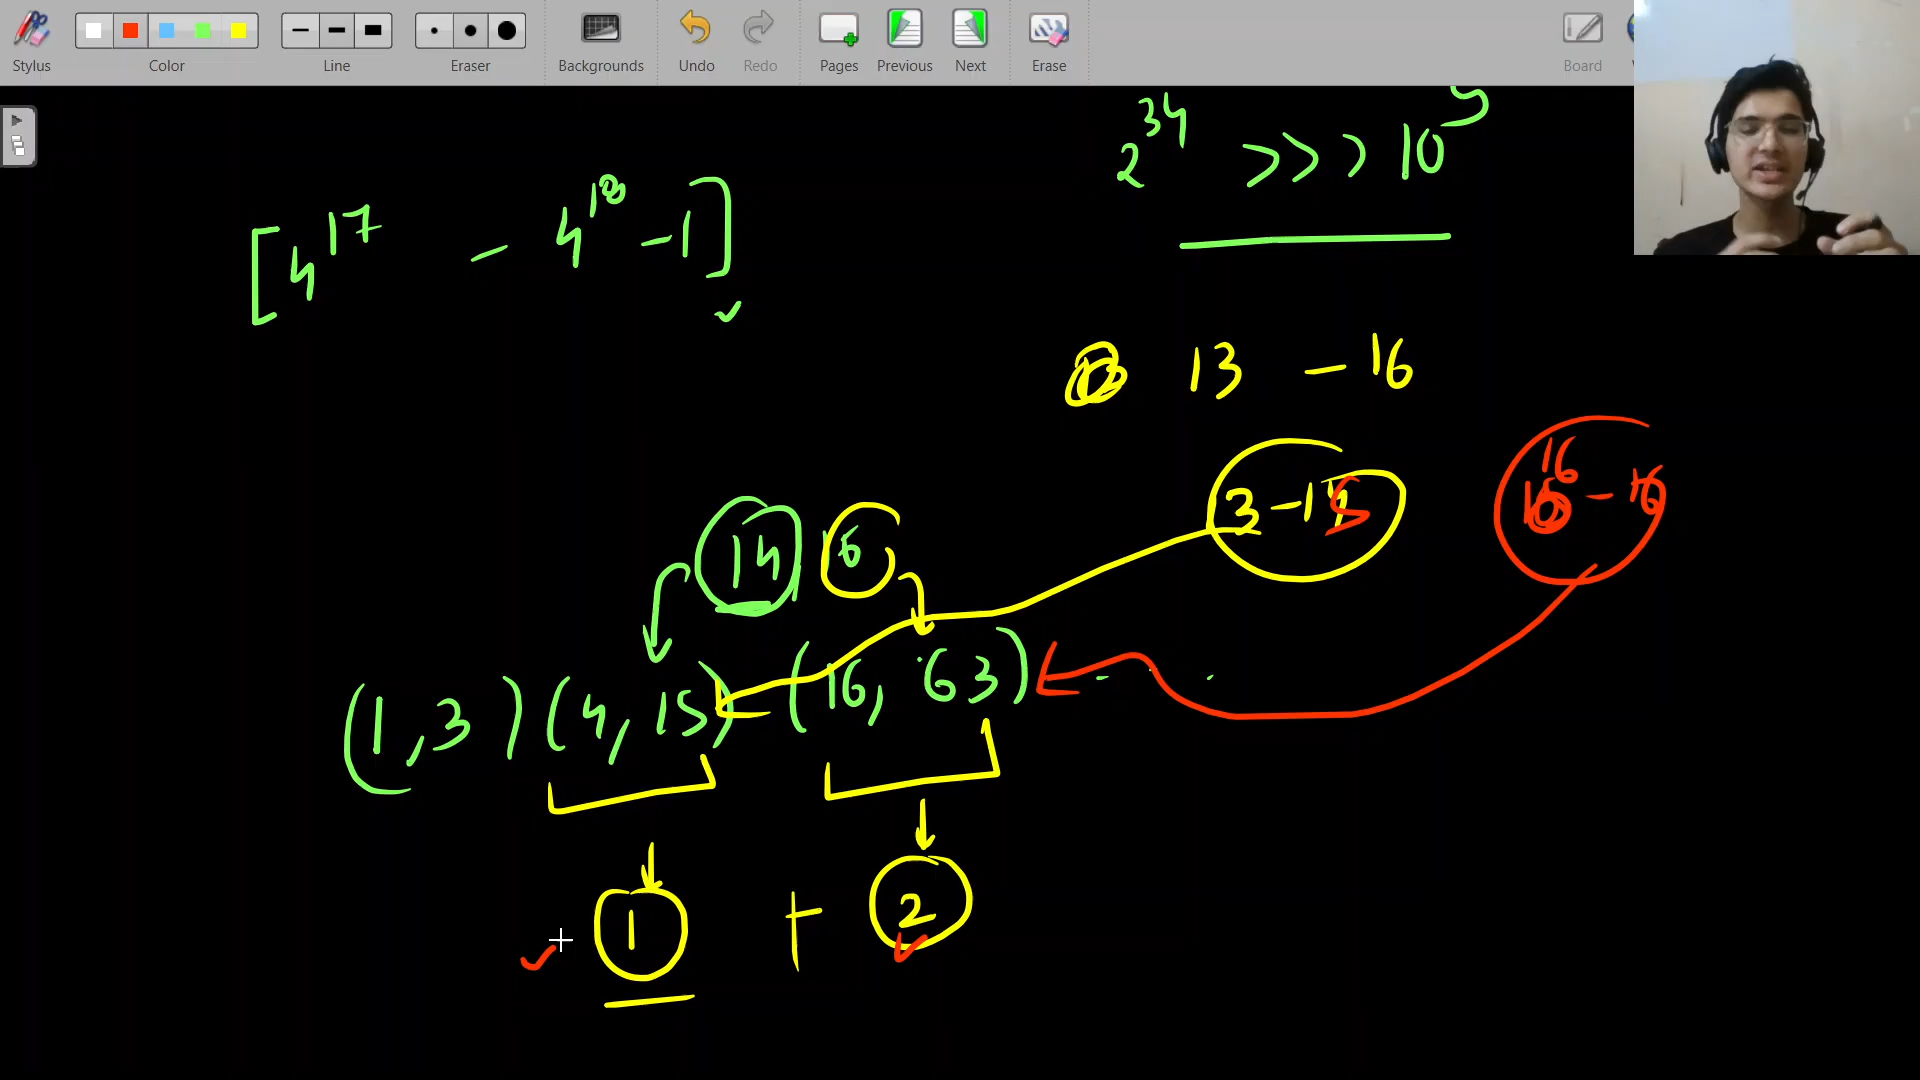 Stylus
Color
Line
Eraser
Backgrounds
Undo
Redo
Pages
Previous
Next
Erase
Board
2^34 >>> 10^9
[4^17 - 4^18 - 1]
13 - 16
3 - 15
16 - 16
14 6
(1,3) (4,15) (16, 63) - .
1 + 2